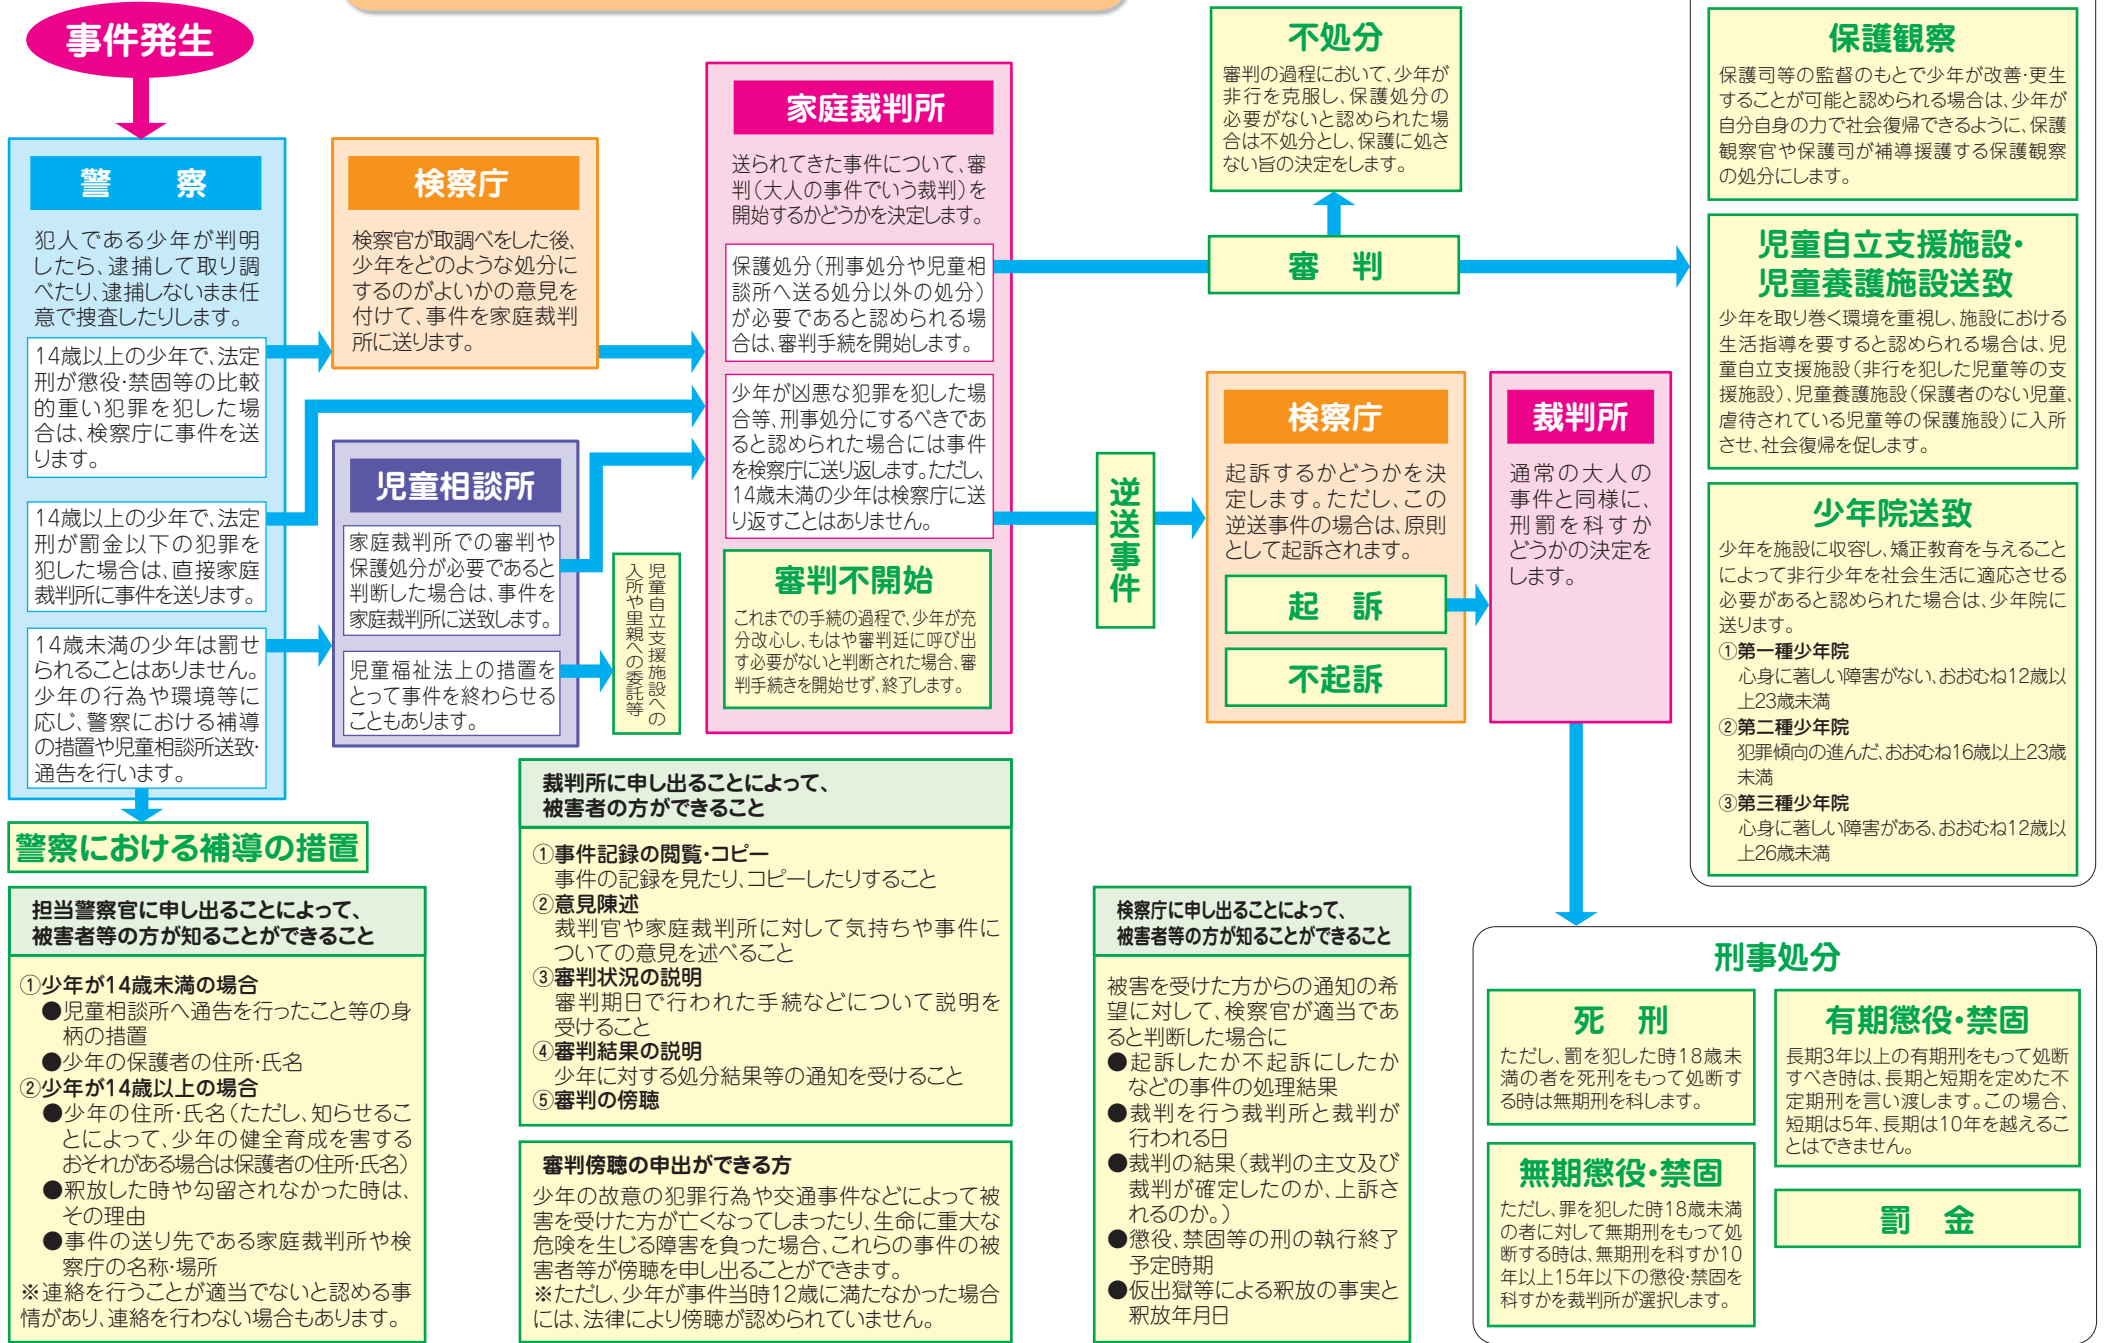 事件発生
警　察
犯人である少年が判明
したら、逮捕して取り調
べたり、逮捕しないまま任
意で捜査したりします。
14歳以上の少年で、法定
刑が懲役・禁固等の比較
的重い犯罪を犯した場
合は、検察庁に事件を送
ります。
14歳以上の少年で、法定
刑が罰金以下の犯罪を
犯した場合は、直接家庭
裁判所に事件を送ります。
14歳未満の少年は罰せ
られることはありません。
少年の行為や環境等に
応じ、警察における補導
の措置や児童相談所送致・
通告を行います。
警察における補導の措置
検察庁
検察官が取調べをした後、
少年をどのような処分に
するのがよいかの意見を
付けて、事件を家庭裁判
所に送ります。
児童相談所
家庭裁判所での審判や
保護処分が必要であると
判断した場合は、事件を
家庭裁判所に送致します。
児童福祉法上の措置を
とって事件を終わらせる
こともあります。
児童自立支援施設への
入所や里親への委託等
家庭裁判所
送られてきた事件について、審
判（大人の事件でいう裁判）を
開始するかどうかを決定します。
保護処分（刑事処分や児童相
談所へ送る処分以外の処分）
が必要であると認められる場
合は、審判手続を開始します。
少年が凶悪な犯罪を犯した場
合等、刑事処分にするべきであ
ると認められた場合には事件
を検察庁に送り返します。ただし、
14歳未満の少年は検察庁に送
り返すことはありません。
審判不開始
これまでの手続の過程で、少年が充
分改心し、もはや審判廷に呼び出
す必要がないと判断された場合、審
判手続きを開始せず、終了します。
不処分
審判の過程において、少年が
非行を克服し、保護処分の
必要がないと認められた場
合は不処分とし、保護に処さ
ない旨の決定をします。
審　判
逆送事件
検察庁
起訴するかどうかを決
定します。ただし、この
逆送事件の場合は、原則
として起訴されます。
起　訴
不起訴
裁判所
通常の大人の
事件と同様に、
刑罰を科すか
どうかの決定を
します。
保護観察
保護司等の監督のもとで少年が改善・更生
することが可能と認められる場合は、少年が
自分自身の力で社会復帰できるように、保護
観察官や保護司が補導援護する保護観察
の処分にします。
児童自立支援施設・
児童養護施設送致
少年を取り巻く環境を重視し、施設における
生活指導を要すると認められる場合は、児
童自立支援施設（非行を犯した児童等の支
援施設）、児童養護施設（保護者のない児童、
虐待されている児童等の保護施設）に入所
させ、社会復帰を促します。
少年院送致
少年を施設に収容し、矯正教育を与えること
によって非行少年を社会生活に適応させる
必要があると認められた場合は、少年院に
送ります。
①第一種少年院
心身に著しい障害がない、おおむね12歳以
上23歳未満
②第二種少年院
犯罪傾向の進んだ、おおむね16歳以上23歳
未満
③第三種少年院
心身に著しい障害がある、おおむね12歳以
上26歳未満
担当警察官に申し出ることによって、
被害者等の方が知ることができること
①少年が14歳未満の場合
●児童相談所へ通告を行ったこと等の身
柄の措置
●少年の保護者の住所・氏名
②少年が14歳以上の場合
●少年の住所・氏名（ただし、知らせるこ
とによって、少年の健全育成を害する
おそれがある場合は保護者の住所・氏名）
●釈放した時や勾留されなかった時は、
その理由
●事件の送り先である家庭裁判所や検
察庁の名称・場所
※連絡を行うことが適当でないと認める事
情があり、連絡を行わない場合もあります。
裁判所に申し出ることによって、
被害者の方ができること
①事件記録の閲覧・コピー
事件の記録を見たり、コピーしたりすること
②意見陳述
裁判官や家庭裁判所に対して気持ちや事件に
ついての意見を述べること
③審判状況の説明
審判期日で行われた手続などについて説明を
受けること
④審判結果の説明
少年に対する処分結果等の通知を受けること
⑤審判の傍聴
審判傍聴の申出ができる方
少年の故意の犯罪行為や交通事件などによって被
害を受けた方が亡くなってしまったり、生命に重大な
危険を生じる障害を負った場合、これらの事件の被
害者等が傍聴を申し出ることができます。
※ただし、少年が事件当時12歳に満たなかった場合
には、法律により傍聴が認められていません。
検察庁に申し出ることによって、
被害者等の方が知ることができること
被害を受けた方からの通知の希
望に対して、検察官が適当であ
ると判断した場合に
●起訴したか不起訴にしたか
などの事件の処理結果
●裁判を行う裁判所と裁判が
行われる日
●裁判の結果（裁判の主文及び
裁判が確定したのか、上訴さ
れるのか。）
●懲役、禁固等の刑の執行終了
予定時期
●仮出獄等による釈放の事実と
釈放年月日
刑事処分
死　刑
ただし、罰を犯した時18歳未
満の者を死刑をもって処断す
る時は無期刑を科します。
無期懲役・禁固
ただし、罪を犯した時18歳未満
の者に対して無期刑をもって処
断する時は、無期刑を科すか10
年以上15年以下の懲役・禁固を
科すかを裁判所が選択します。
有期懲役・禁固
長期3年以上の有期刑をもって処断
すべき時は、長期と短期を定めた不
定期刑を言い渡します。この場合、
短期は5年、長期は10年を越えるこ
とはできません。
罰　金